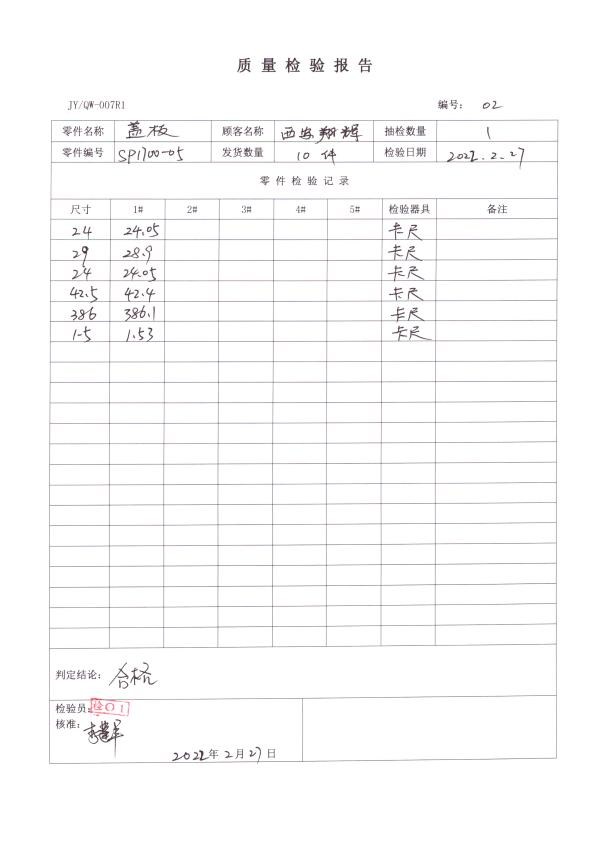 质量检验报告
JY/QW-007R1 编号: 02
零件名称 盖板 顾客名称 西安翔辉 抽检数量 1
零件编号 SP1700-05 发货数量 10 件 检验日期 2022.2.27
零件检验记录
尺寸 1# 2# 3# 4# 5# 检验器具 备注
24 24.05 卡尺
29 28.9 卡尺
24 24.05 卡尺
42.5 42.4 卡尺
386 386.1 卡尺
1.5 1.53 卡尺
判定结论: 合格
检验员: 检01
核准:
2022年2月27日